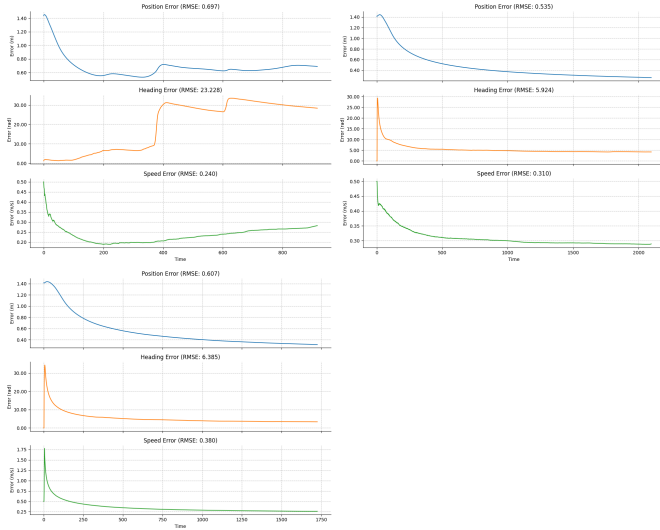 Position Error (RMSE: 0.697)
Error (m)
1.40
1.20
1.00
0.80
0.60
Heading Error (RMSE: 23.228)
Error (rad)
30.00
20.00
10.00
0.00
Speed Error (RMSE: 0.240)
Error (m/s)
0.50
0.45
0.40
0.35
0.30
0.25
0.20
0 200 400 600 800
Time
Position Error (RMSE: 0.535)
Error (m)
1.40
1.20
1.00
0.80
0.60
0.40
Heading Error (RMSE: 5.924)
Error (rad)
30.00
25.00
20.00
15.00
10.00
5.00
0.00
Speed Error (RMSE: 0.310)
Error (m/s)
0.50
0.45
0.40
0.35
0.30
0 500 1000 1500 2000
Time
Position Error (RMSE: 0.607)
Error (m)
1.40
1.20
1.00
0.80
0.60
0.40
Heading Error (RMSE: 6.385)
Error (rad)
30.00
20.00
10.00
0.00
Speed Error (RMSE: 0.380)
Error (m/s)
1.75
1.50
1.25
1.00
0.75
0.50
0.25
0 250 500 750 1000 1250 1500 1750
Time